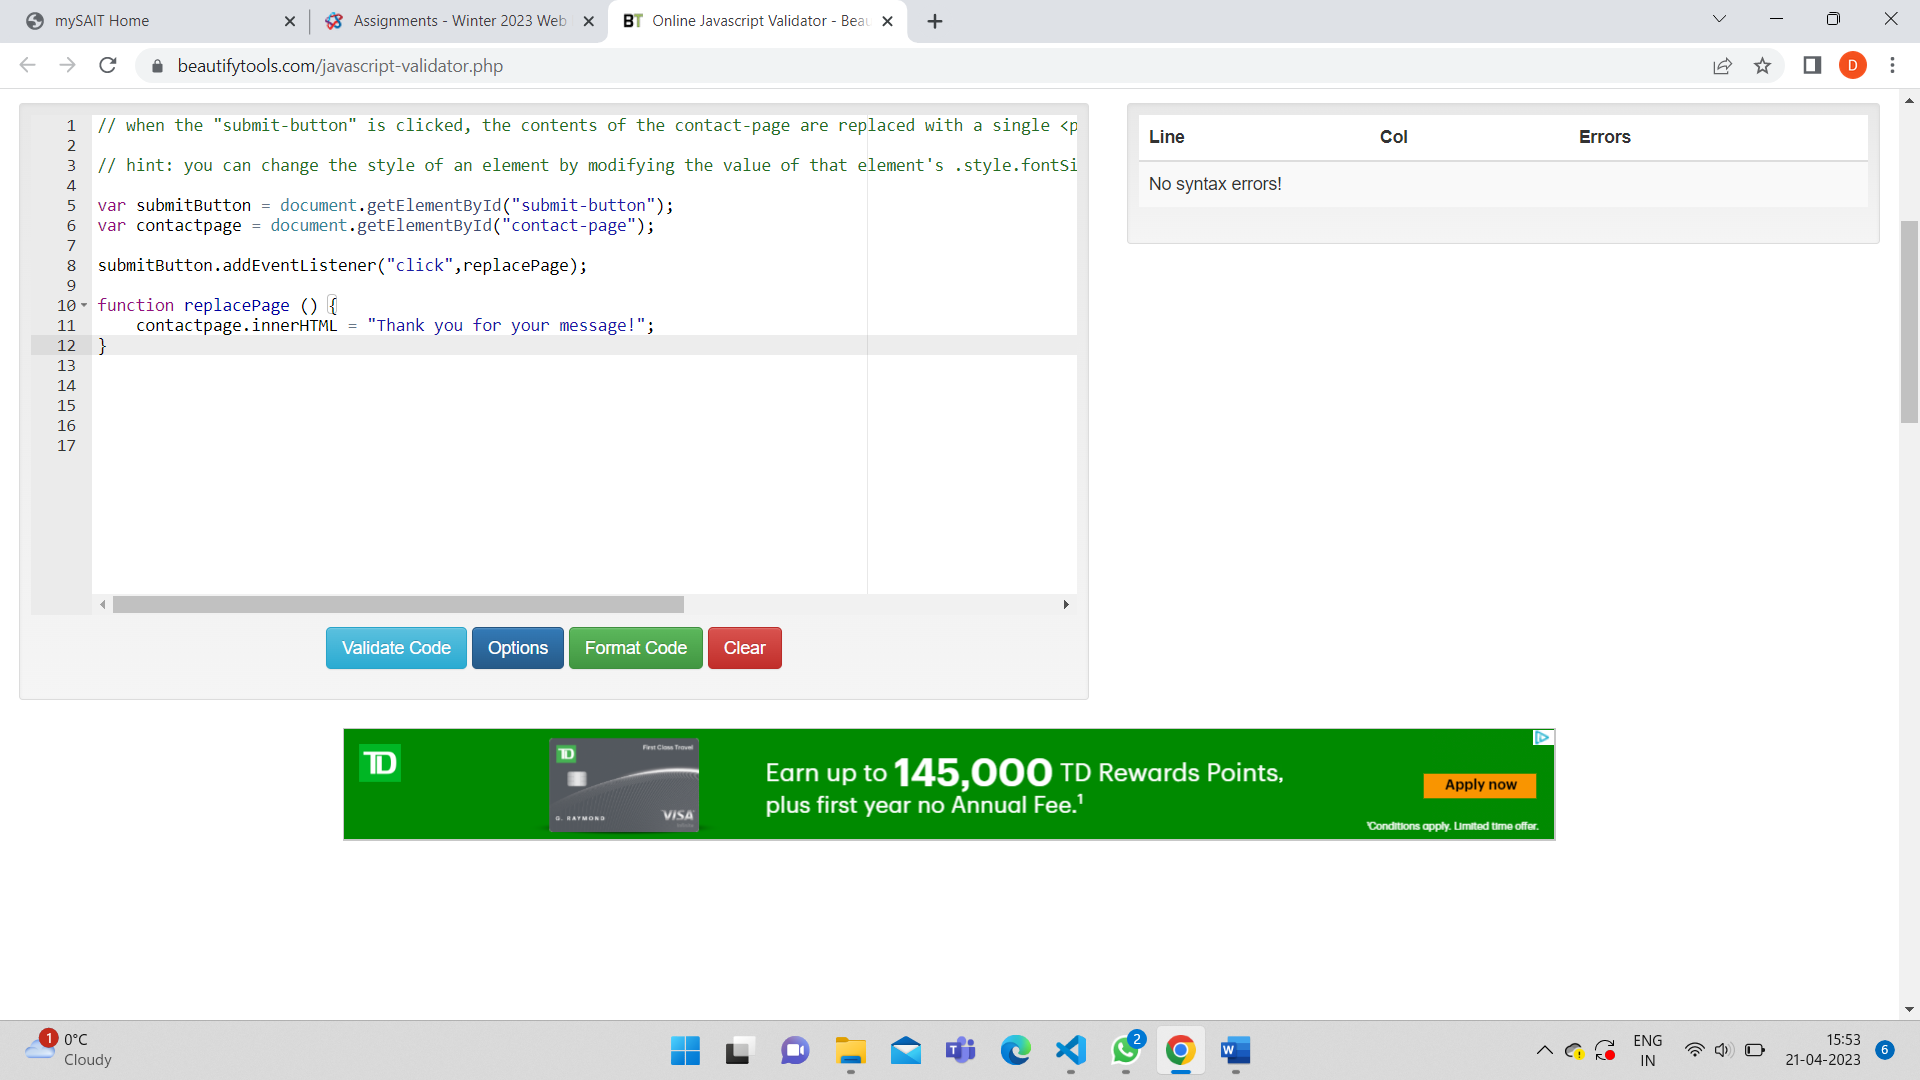 mySAIT Home
Assignments - Winter 2023 Web
BT Online Javascript Validator - Beau
beautifytools.com/javascript-validator.php
D
1 // when the "submit-button" is clicked, the contents of the contact-page are replaced with a single <p
2
3 // hint: you can change the style of an element by modifying the value of that element's .style.fontSi
4
5 var submitButton = document.getElementById("submit-button");
6 var contactpage = document.getElementById("contact-page");
7
8 submitButton.addEventListener("click",replacePage);
9
10 function replacePage () {
11 contactpage.innerHTML = "Thank you for your message!";
12 }
13
14
15
16
17
Line Col Errors
No syntax errors!
Validate Code Options Format Code Clear
TD
TD First Class Travel
G. RAYMOND VISA
Earn up to 145,000 TD Rewards Points,
plus first year no Annual Fee.1
Apply now
1Conditions apply. Limited time offer.
1 0°C
Cloudy
2
W
ENG
IN
15:53
21-04-2023
6